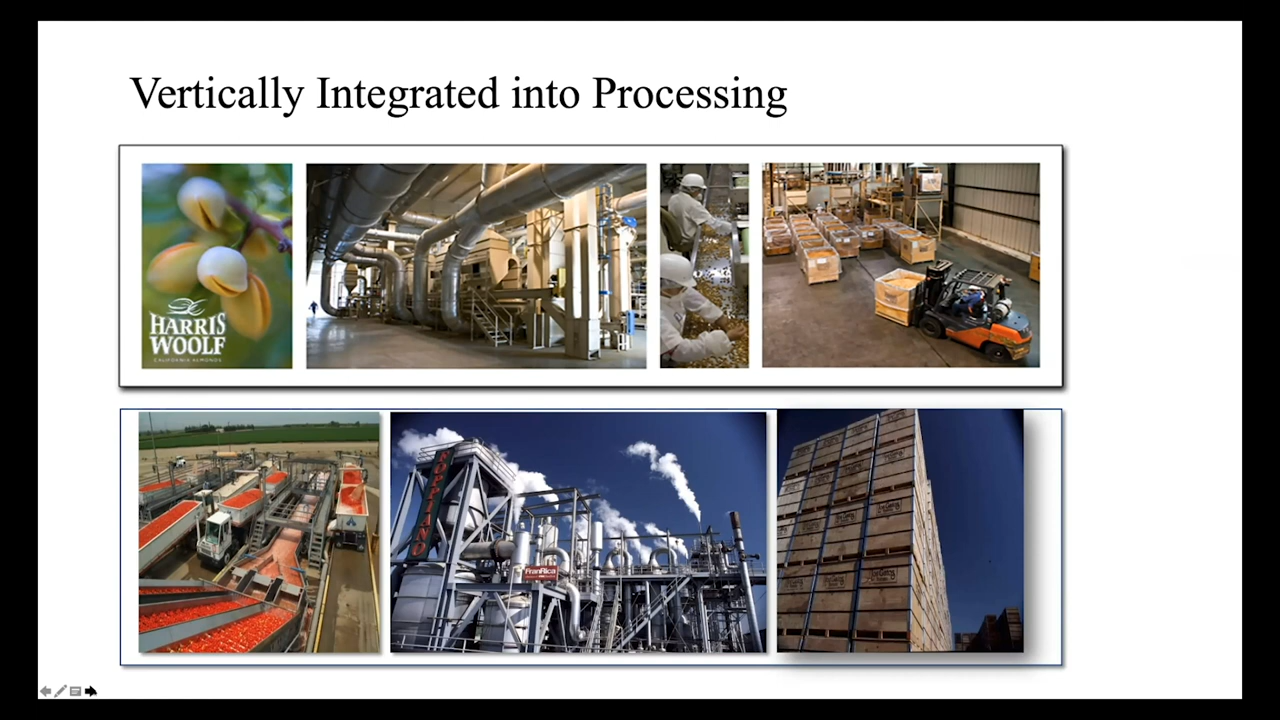 Vertically Integrated into Processing
HARRIS
WOOLF
CALIFORNIA ALMONDS
FranRica